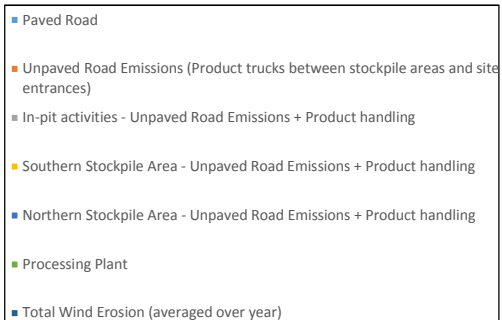 Paved Road
Unpaved Road Emissions (Product trucks between stockpile areas and site
entrances)
In-pit activities - Unpaved Road Emissions + Product handling
Southern Stockpile Area - Unpaved Road Emissions + Product handling
Northern Stockpile Area - Unpaved Road Emissions + Product handling
Processing Plant
Total Wind Erosion (averaged over year)